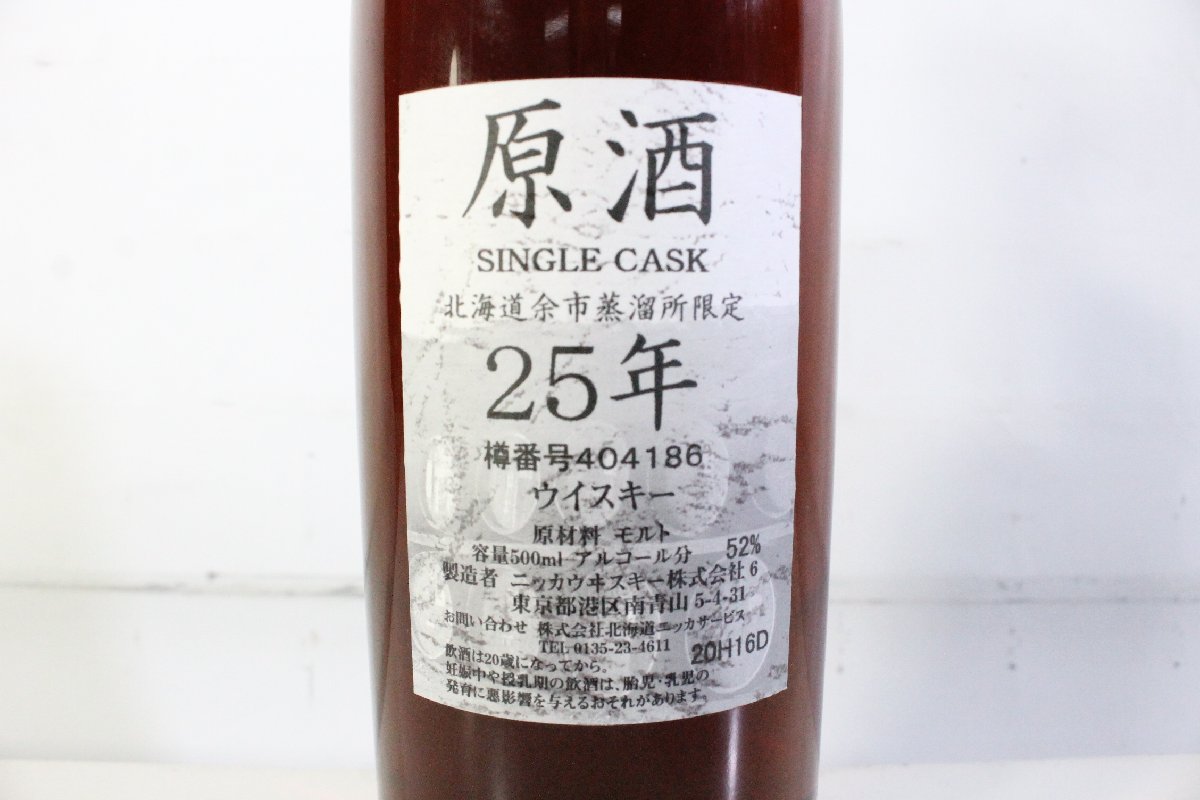 原酒
SINGLE CASK
北海道余市蒸溜所限定
25年
樽番号404186
ウイスキー
原材料 モルト
容量500ml アルコール分 52%
製造者 ニッカウヰスキー株式会社 6
東京都港区南青山 5-4-31
お問い合わせ 株式会社北海道ニッカサービス
TEL 0135-23-4611
20H16D
飲酒は20歳になってから。
妊娠中や授乳期の飲酒は、胎児・乳児の
発育に悪影響を与えるおそれがあります。